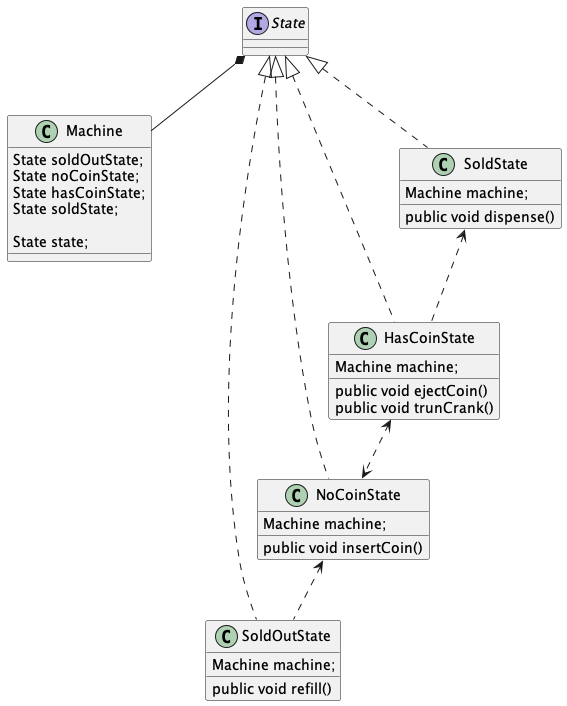 I State
C Machine
State soldOutState;
State noCoinState;
State hasCoinState;
State soldState;
State state;
C SoldState
Machine machine;
public void dispense()
C HasCoinState
Machine machine;
public void ejectCoin()
public void trunCrank()
C NoCoinState
Machine machine;
public void insertCoin()
C SoldOutState
Machine machine;
public void refill()